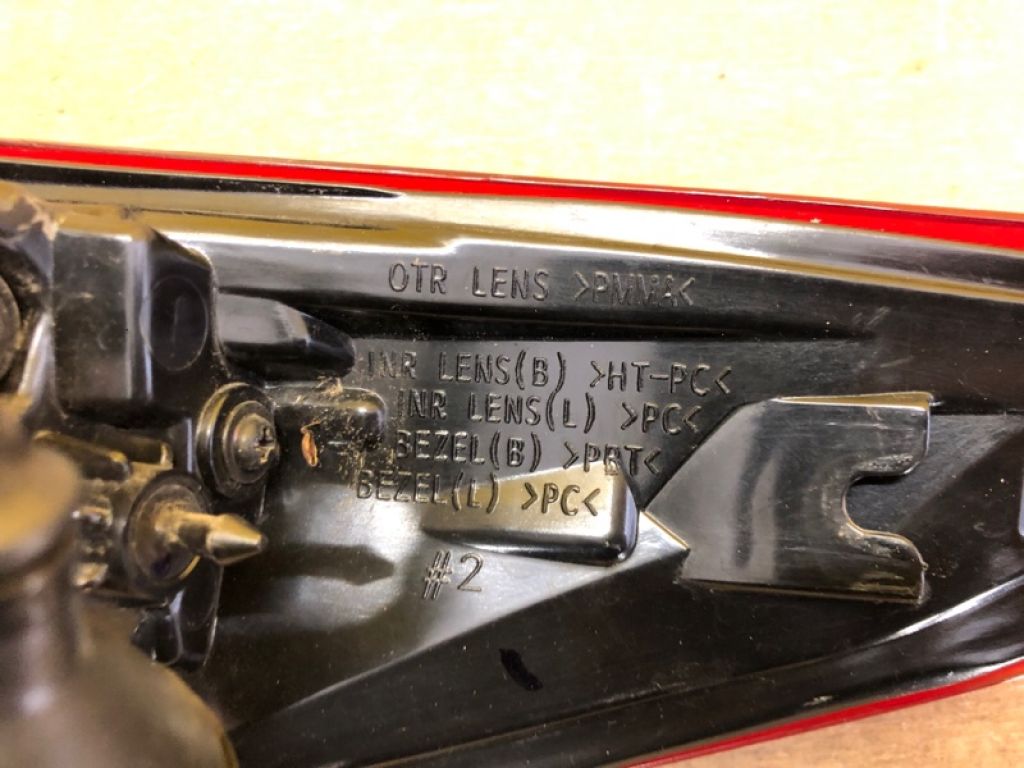 OTR LENS >PMMA<
INR LENS(B) >HT-PC<
INR LENS(L) >PC<
BEZEL(B) >PBT<
BEZEL(L) >PC<
#2